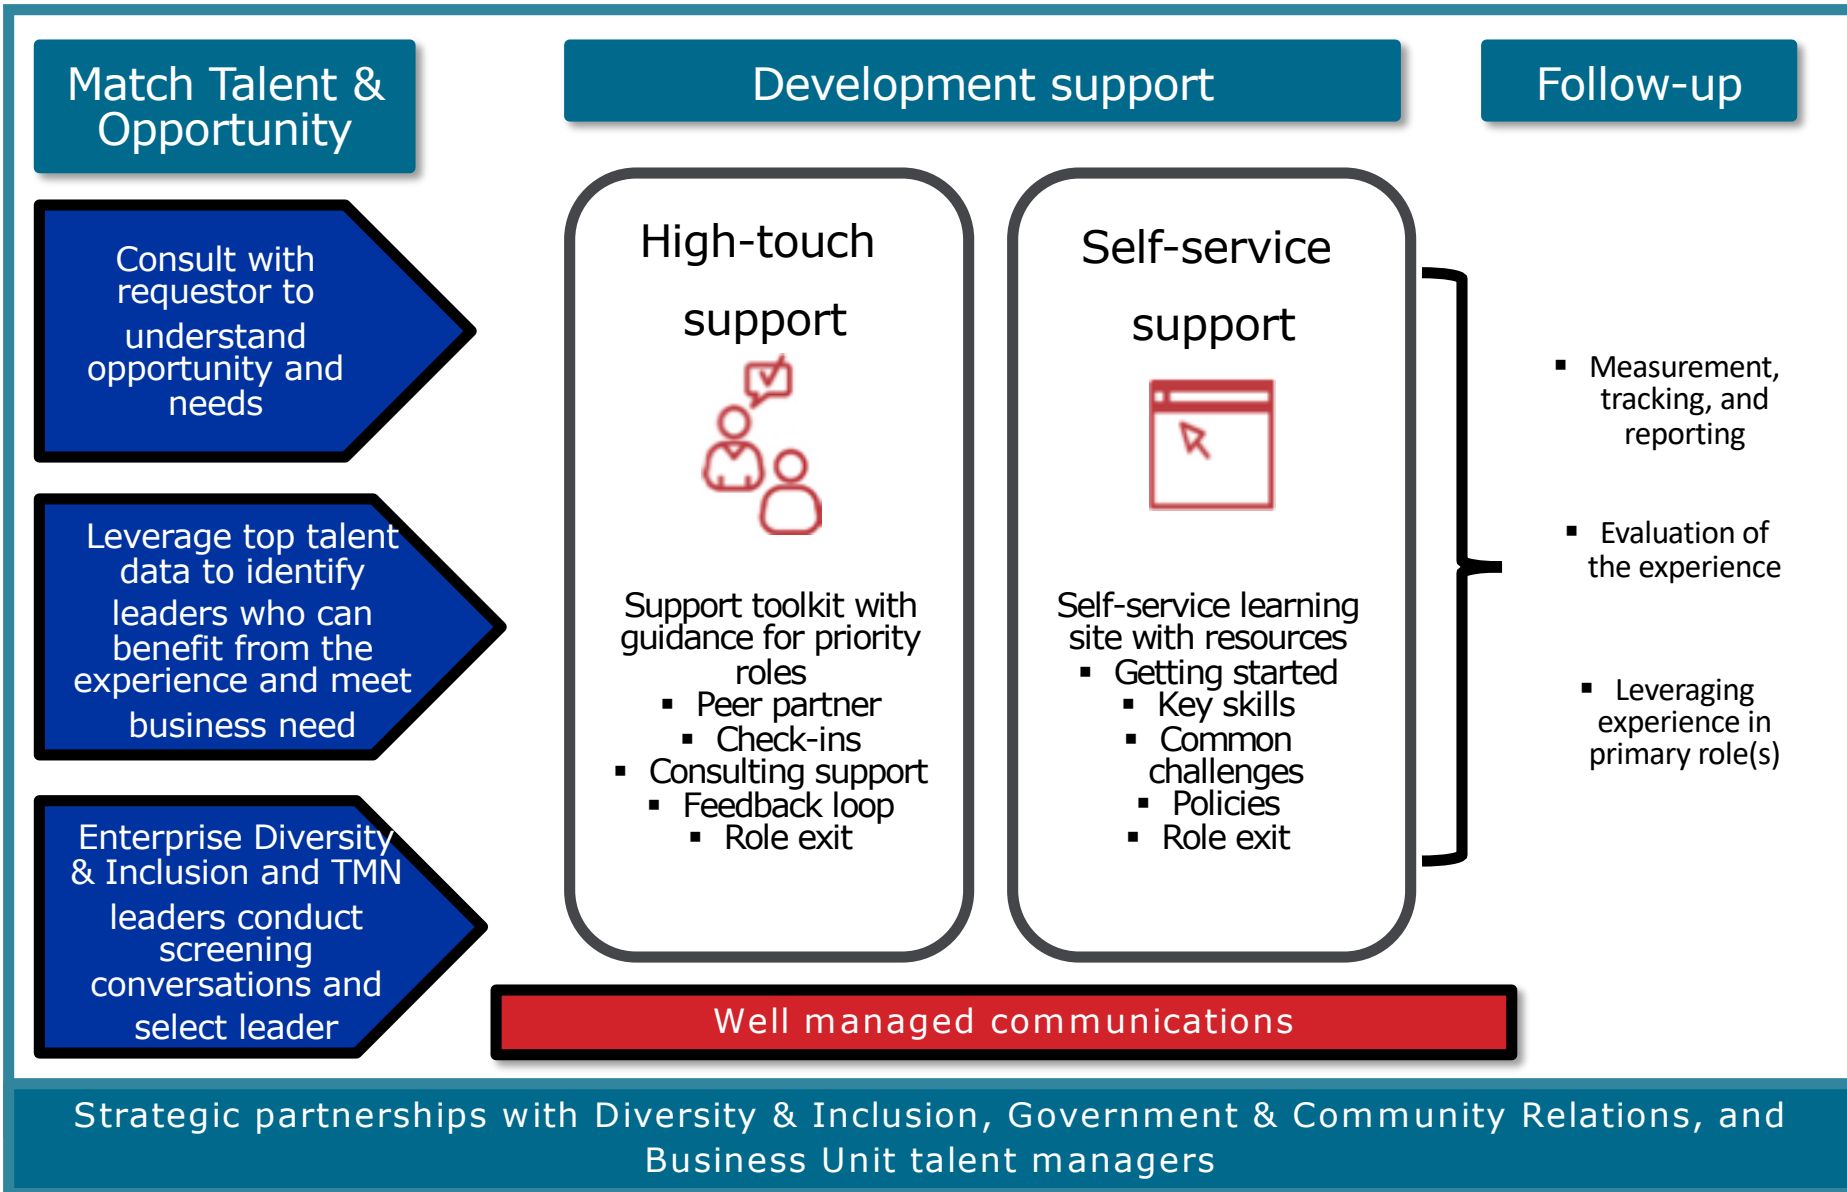 Match Talent &
Opportunity
Consult with
requestor to
understand
opportunity and
needs
Leverage top talent
data to identify
leaders who can
benefit from the
experience and meet
business need
Enterprise Diversity
& Inclusion and TMN
leaders conduct
screening
conversations and
select leader
Development support
High-touch
support
Support toolkit with
guidance for priority
roles
▪ Peer partner
▪ Check-ins
▪ Consulting support
▪ Feedback loop
▪ Role exit
Self-service
support
Self-service learning
site with resources
▪ Getting started
▪ Key skills
▪ Common
challenges
▪ Policies
▪ Role exit
Well managed communications
Follow-up
▪ Measurement,
tracking, and
reporting
▪ Evaluation of
the experience
▪ Leveraging
experience in
primary role(s)
Strategic partnerships with Diversity & Inclusion, Government & Community Relations, and
Business Unit talent managers